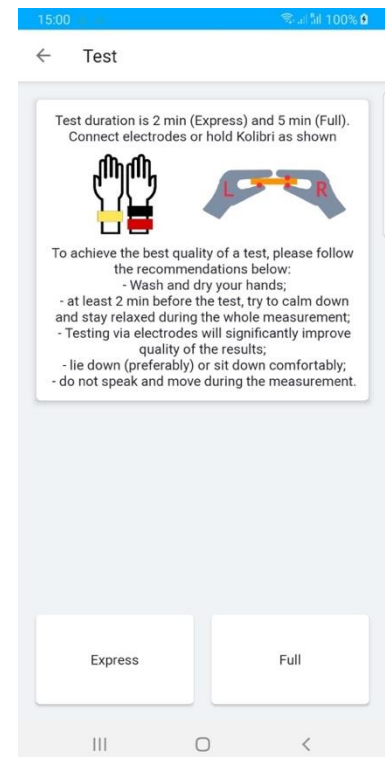 15:00
100%
Test
Test duration is 2 min (Express) and 5 min (Full).
Connect electrodes or hold Kolibri as shown
L R
To achieve the best quality of a test, please follow
the recommendations below:
- Wash and dry your hands;
- at least 2 min before the test, try to calm down
and stay relaxed during the whole measurement;
- Testing via electrodes will significantly improve
quality of the results;
- lie down (preferably) or sit down comfortably;
- do not speak and move during the measurement.
Express
Full